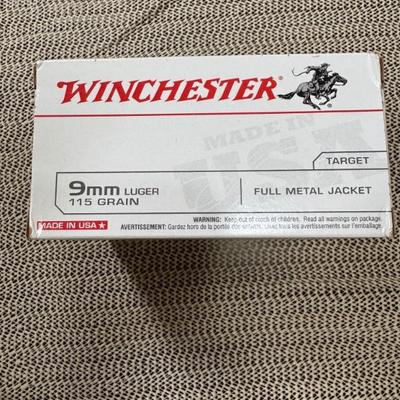 WINCHESTER®
MADE IN
USA
TARGET
9mm LUGER
115 GRAIN
FULL METAL JACKET
MADE IN USA ★
WARNING: Keep out of reach of children. Read all warnings on package.
AVERTISSEMENT: Gardez hors de la portée des enfants. Lisez tous les avertissements sur l'emballage.